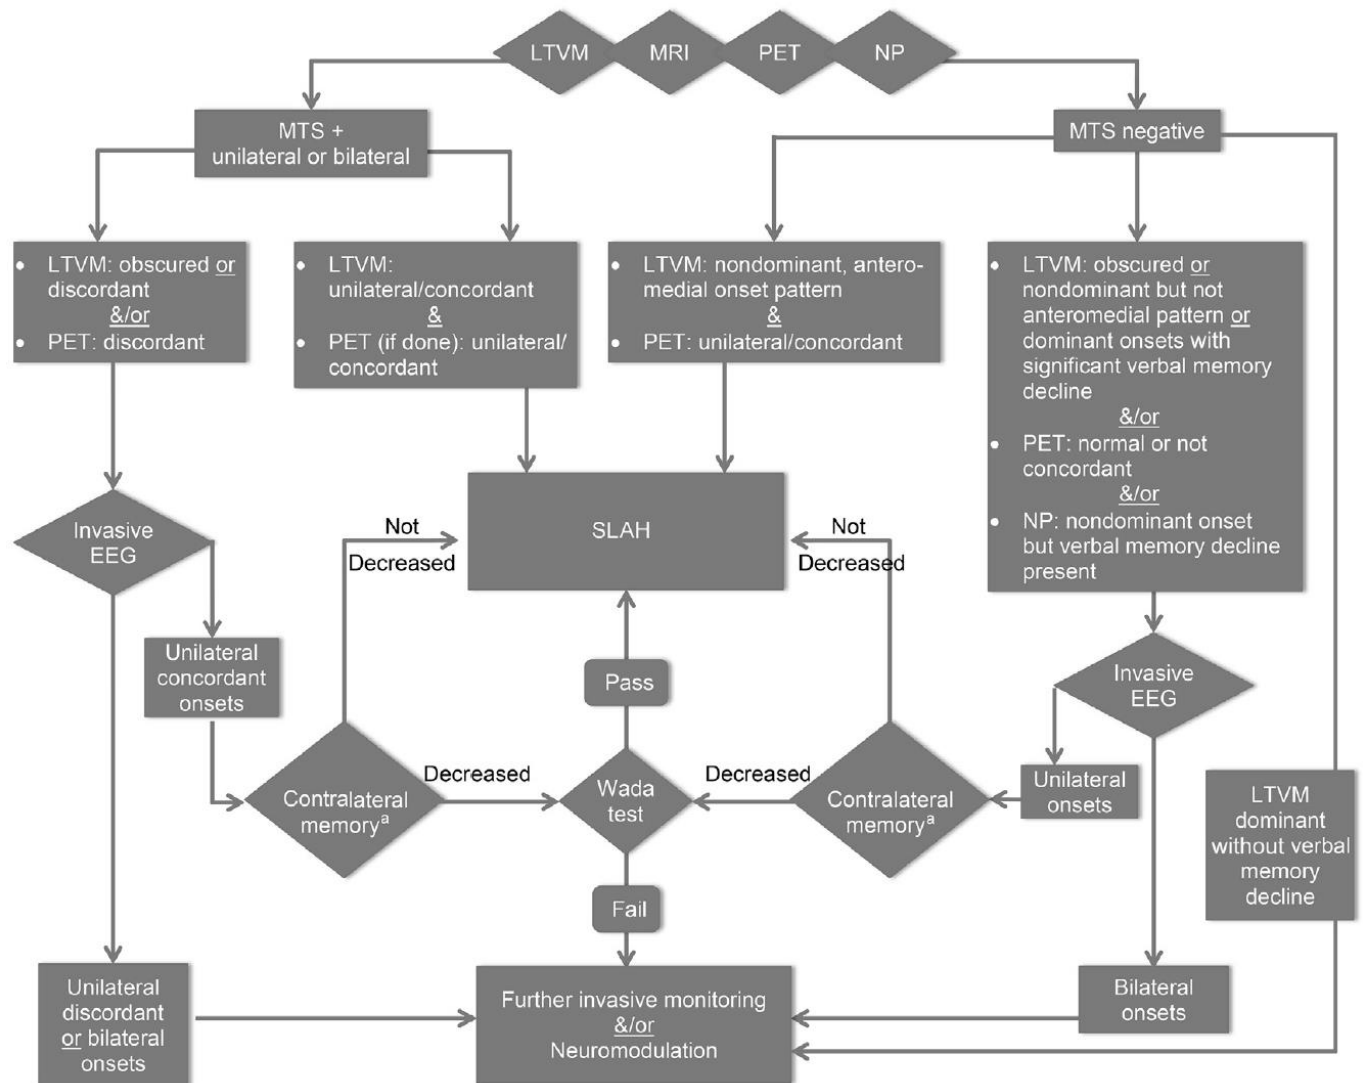 LTVM
MRI
PET
NP
MTS +
unilateral or bilateral
MTS negative
• LTVM: obscured or
discordant
&/or
• PET: discordant
• LTVM:
unilateral/concordant
&
• PET (if done): unilateral/
concordant
• LTVM: nondominant, antero-
medial onset pattern
&
• PET: unilateral/concordant
• LTVM: obscured or
nondominant but not
anteromedial pattern or
dominant onsets with
significant verbal memory
decline
&/or
• PET: normal or not
concordant
&/or
• NP: nondominant onset
but verbal memory decline
present
Invasive
EEG
Not
Decreased
SLAH
Not
Decreased
Unilateral
concordant
onsets
Pass
Invasive
EEG
Contralateral
memoryᵃ
Decreased
Wada
test
Decreased
Contralateral
memoryᵃ
Unilateral
onsets
LTVM
dominant
without verbal
memory
decline
Fail
Unilateral
discordant
or bilateral
onsets
Further invasive monitoring
&/or
Neuromodulation
Bilateral
onsets